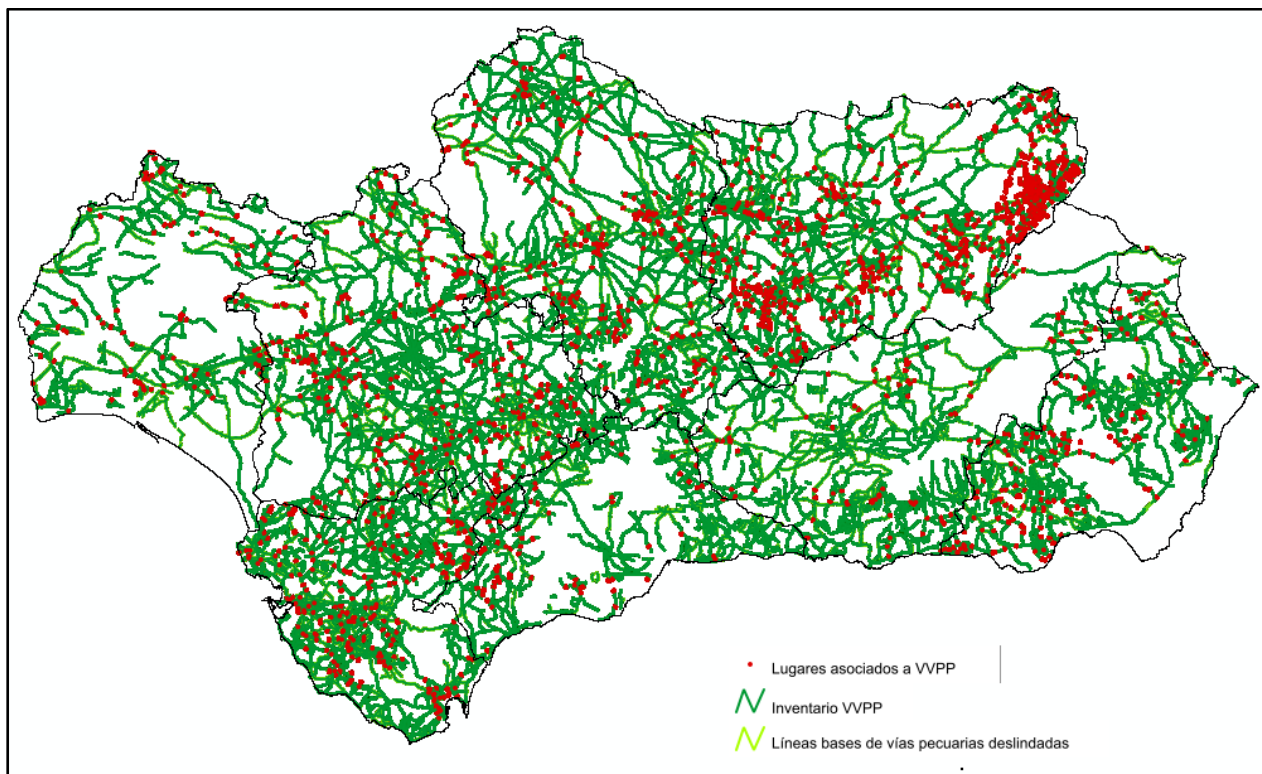 Lugares asociados a VVPP
Inventario VVPP
Líneas bases de vías pecuarias deslindadas